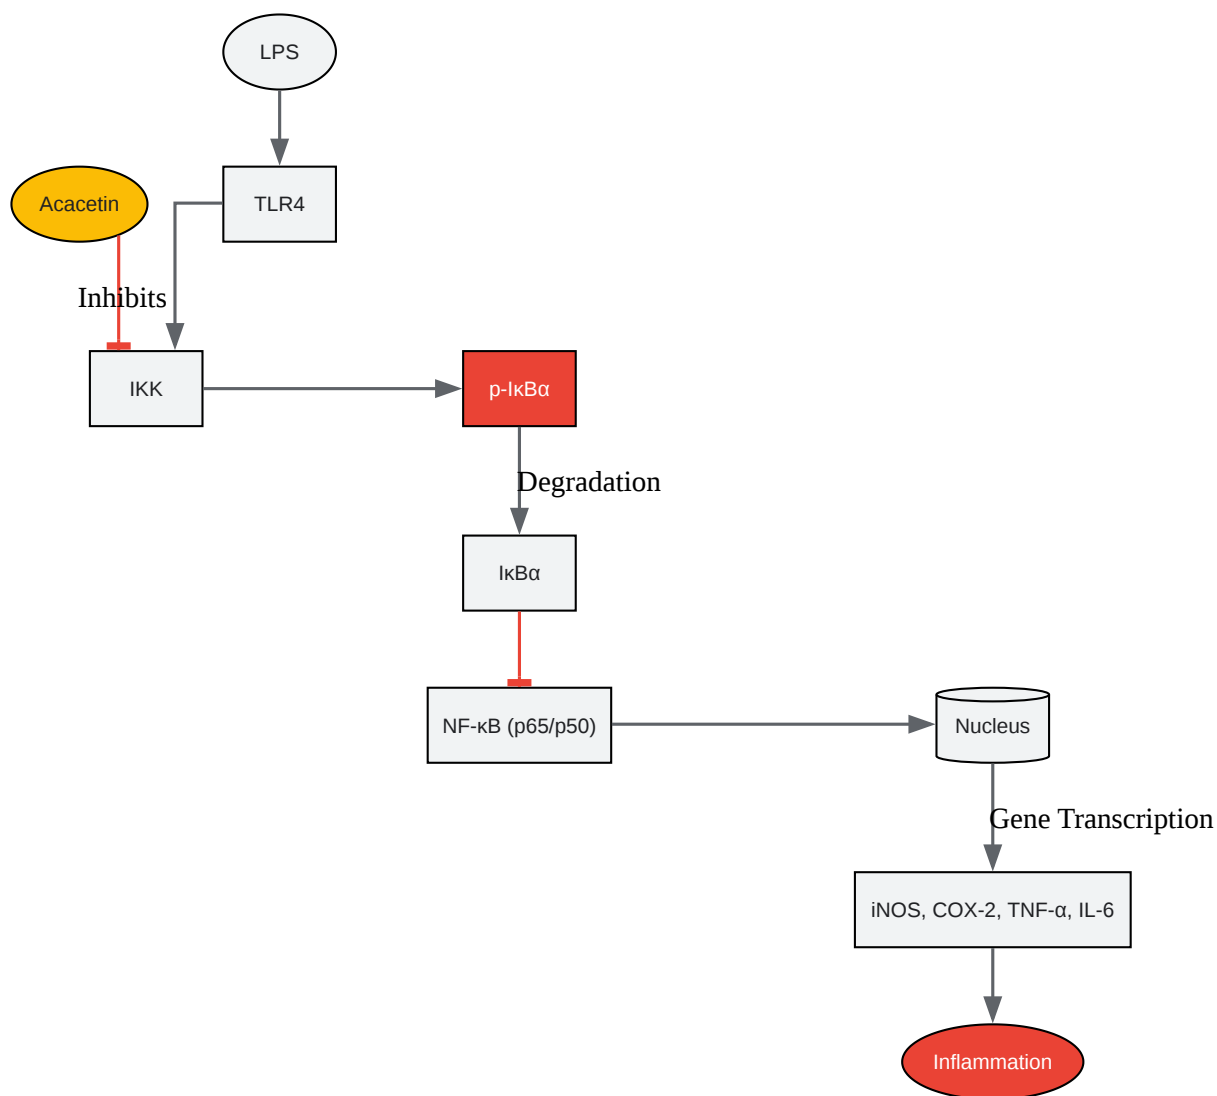 LPS
Acacetin
TLR4
Inhibits
IKK
p-IκBα
Degradation
IκBα
NF-κB (p65/p50)
Nucleus
Gene Transcription
iNOS, COX-2, TNF-α, IL-6
Inflammation